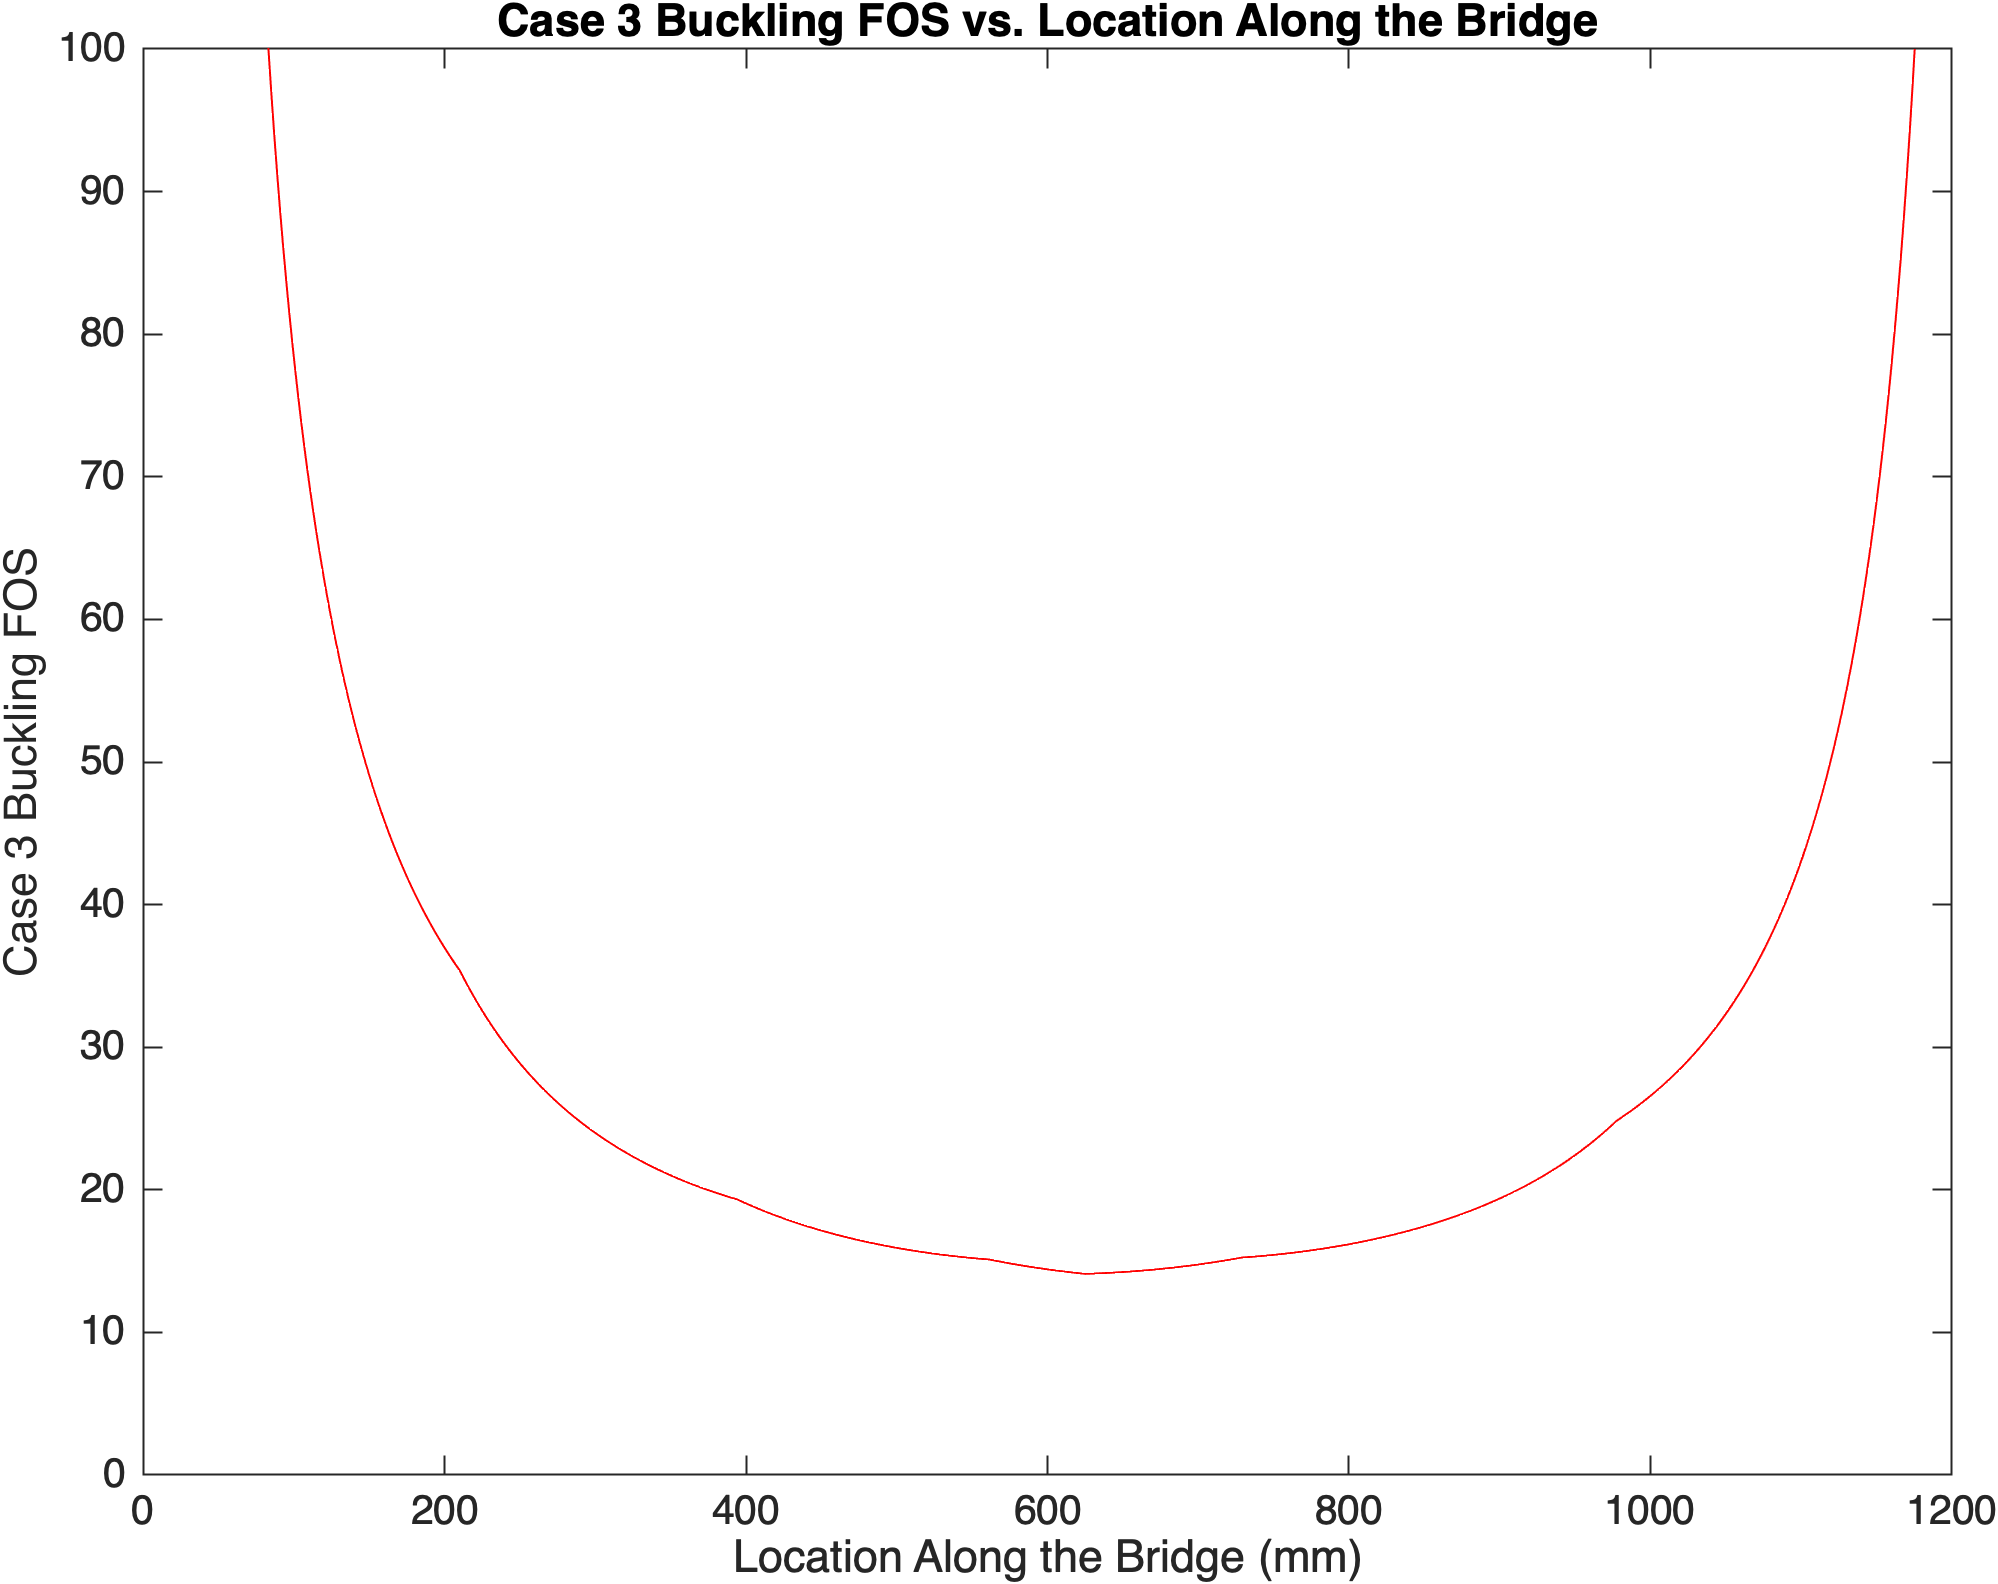 Case 3 Buckling FOS vs. Location Along the Bridge
100
90
80
70
60
50
40
30
20
10
0
Case 3 Buckling FOS
0 200 400 600 800 1000 1200
Location Along the Bridge (mm)